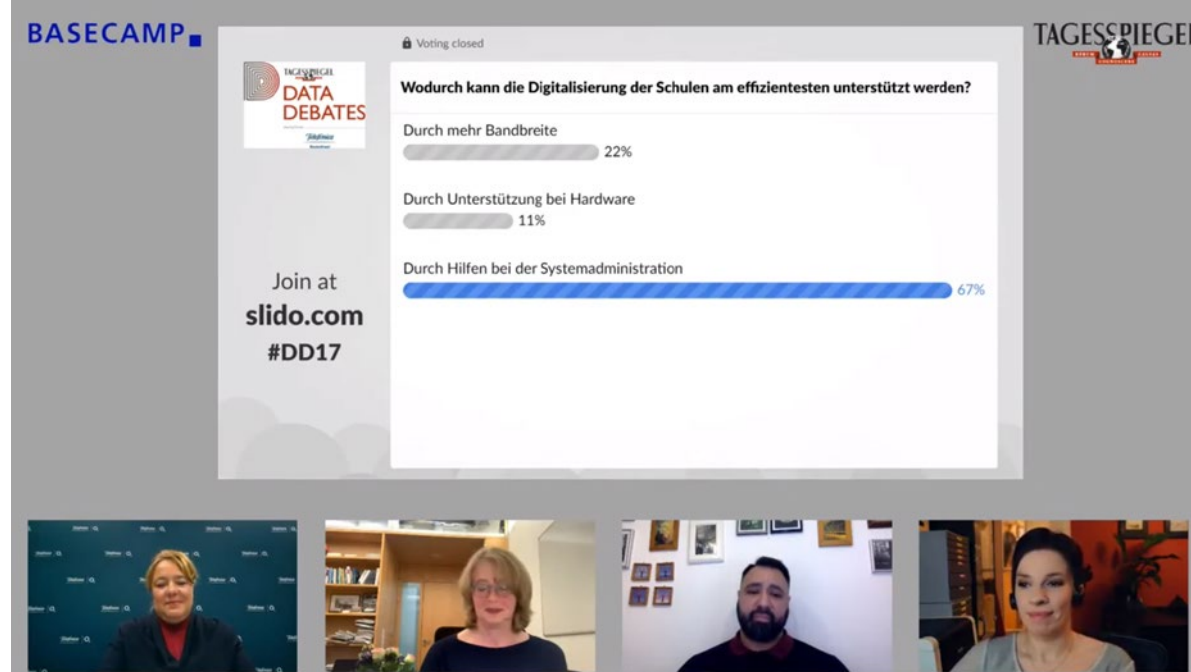 BASECAMP
TAGESSPIEGEL
Voting closed
TAGESSPIEGEL
DATA
DEBATES
Telefónica
Wodurch kann die Digitalisierung der Schulen am effizientesten unterstützt werden?
Durch mehr Bandbreite
22%
Durch Unterstützung bei Hardware
11%
Durch Hilfen bei der Systemadministration
67%
Join at
slido.com
#DD17